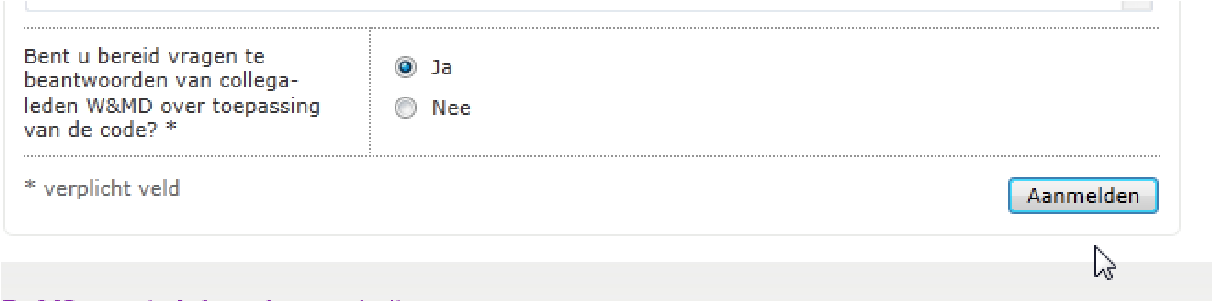 Bent u bereid vragen te
beantwoorden van collega-
leden W&MD over toepassing
van de code? *
Ja
Nee
* verplicht veld
Aanmelden